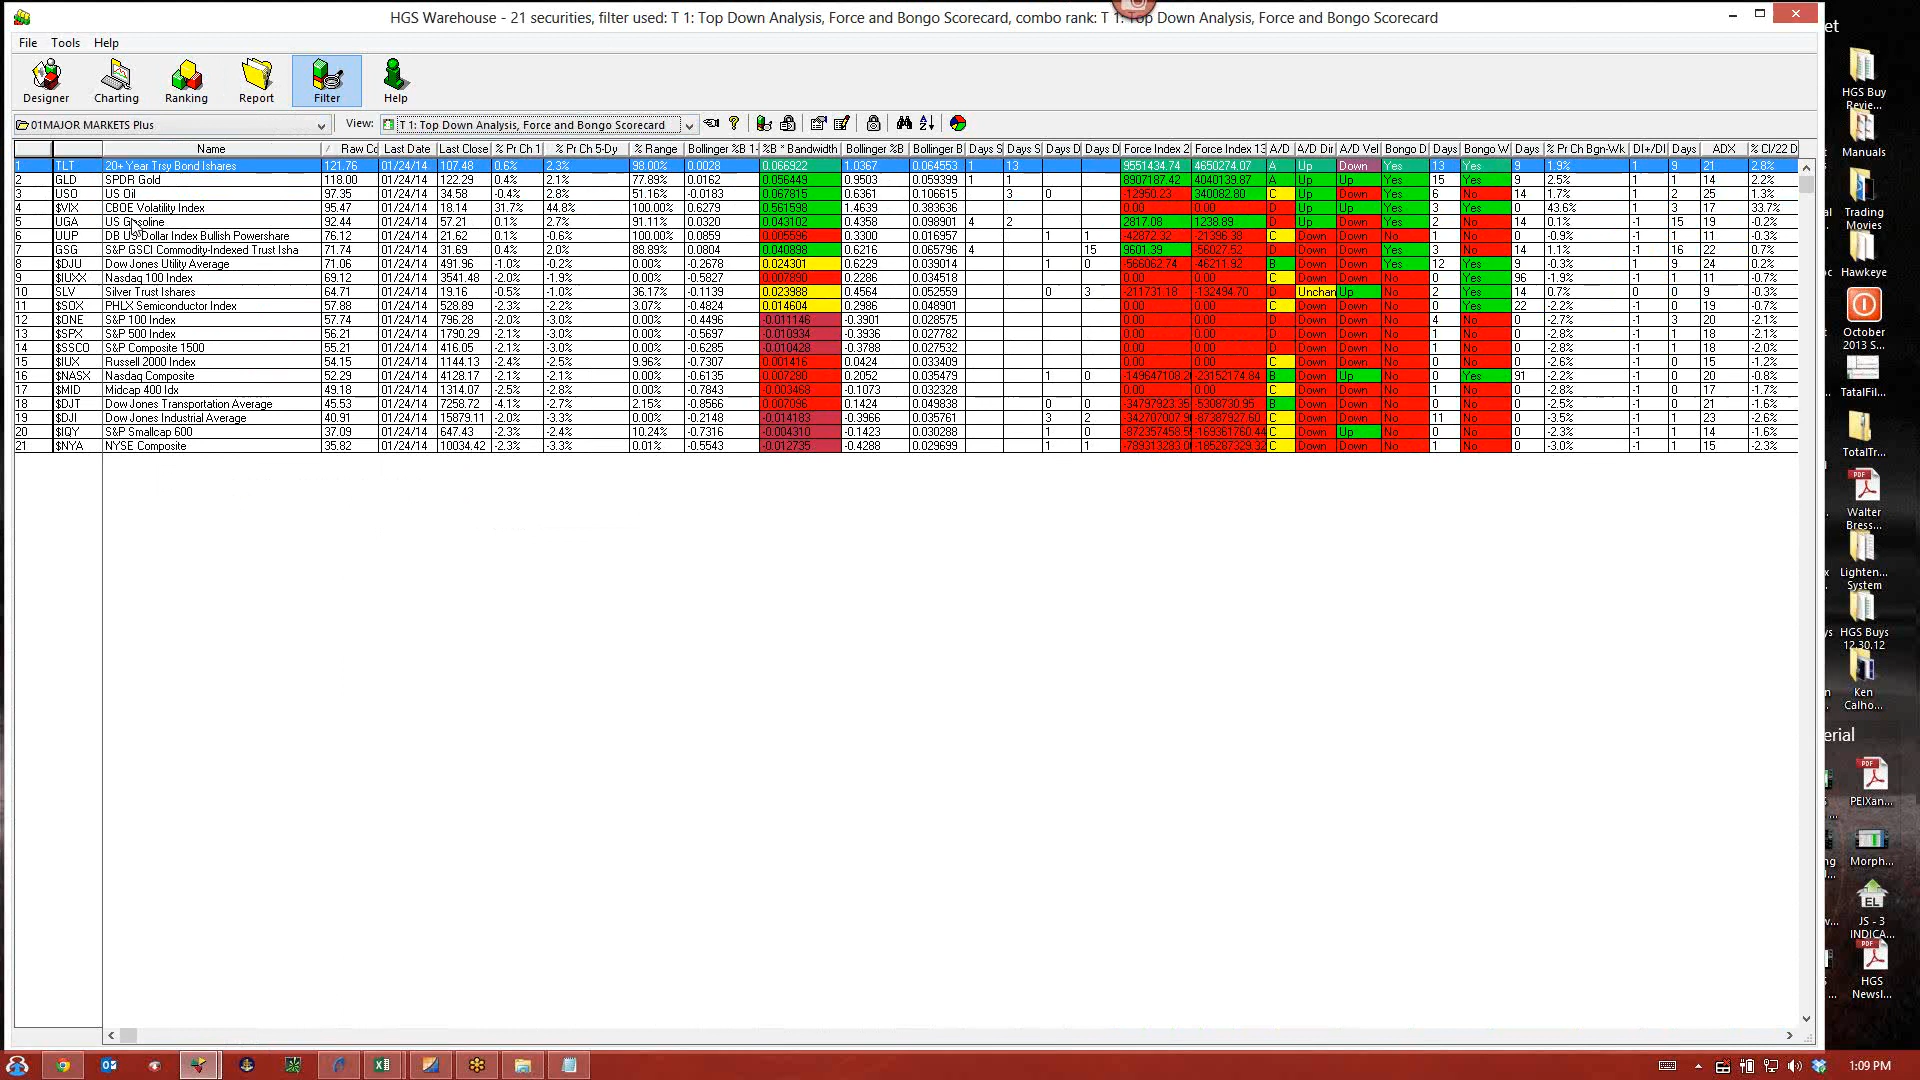 HGS Warehouse - 21 securities, filter used: T 1: Top Down Analysis, Force and Bongo Scorecard, combo rank: T 1: Top Down Analysis, Force and Bongo Scorecard
File Tools Help
Designer Charting Ranking Report Filter Help
01MAJOR MARKETS Plus View: T 1: Top Down Analysis, Force and Bongo Scorecard
Name Raw Co Last Date Last Close % Pr Ch 1 % Pr Ch 5-Dy % Range Bollinger %B 1- %B * Bandwidth Bollinger %B Bollinger B Days S Days S Days D Days D Force Index 2 Force Index 13 A/D A/D Dir A/D Vel Bongo D Days Bongo W Days % Pr Ch Bgn-Wk DI+/DI Days ADX % Cl/22 D
1 TLT 20+ Year Trsy Bond Ishares 121.76 01/24/14 107.48 0.6% 2.3% 98.00% 0.0028 0.066922 1.0367 0.064553 1 13 9551434.74 4650274.07 A Up Down Yes 13 Yes 9 1.9% 1 9 21 2.8%
2 GLD SPDR Gold 118.00 01/24/14 122.29 0.4% 2.1% 77.89% 0.0162 0.056449 0.9503 0.059399 1 1 8907187.42 4040139.87 A Up Up Yes 15 Yes 9 2.5% 1 4 14 2.2%
3 USO US Oil 97.35 01/24/14 34.58 -0.4% 2.8% 51.16% -0.0183 0.067815 0.6361 0.106615 3 0 -12950.23 340082.80 C Up Down Yes 6 No 14 1.7% 1 2 25 1.3%
4 $VIX CBOE Volatility Index 95.47 01/24/14 18.14 31.7% 44.8% 100.00% 0.6279 0.561598 1.4639 0.383636 0.00 0.00 D Up Up Yes 3 Yes 0 43.6% 1 3 17 33.7%
5 UGA US Gasoline 92.44 01/24/14 57.21 0.1% 2.7% 91.11% 0.0320 0.043102 0.4358 0.098901 4 2 2817.08 1238.89 D Up Down Yes 2 No 14 0.1% -1 15 19 -0.2%
6 UUP DB US Dollar Index Bullish Powershare 76.12 01/24/14 21.62 0.1% -0.6% 100.00% 0.0859 0.005596 0.3300 0.016957 1 1 -42872.32 -21396.38 C Down Down No 1 No 0 -0.9% -1 3 11 -0.3%
7 GSG S&P GSCI Commodity-Indexed Trust Isha 71.74 01/24/14 31.69 0.4% 2.0% 88.89% 0.0804 0.040898 0.6216 0.065796 4 15 9601.39 -56027.52 D Down Down Yes 3 No 14 1.1% -1 16 22 0.7%
8 $DJU Dow Jones Utility Average 71.06 01/24/14 491.96 -1.0% -0.2% 0.00% -0.2678 0.024301 0.6229 0.039014 1 0 -566062.74 -46211.92 B Down Down Yes 12 Yes 9 -0.3% 1 9 24 0.2%
9 $IUXX Nasdaq 100 Index 69.12 01/24/14 3541.48 -2.0% -1.8% 0.00% -0.5827 0.007890 0.2286 0.034518 0.00 0.00 C Down Down No 0 Yes 96 -1.9% -1 0 11 -0.7%
10 SLV Silver Trust Ishares 64.71 01/24/14 19.16 -0.5% -1.0% 36.17% -0.1139 0.023988 0.4564 0.052559 0 3 -211731.18 -132494.70 D Unchan Up No 2 Yes 14 0.7% 0 0 9 -0.3%
11 $SOX PHLX Semiconductor Index 57.88 01/24/14 528.89 -2.3% -2.2% 3.07% -0.4824 0.014604 0.2986 0.048901 0.00 0.00 C Down Down No 0 Yes 22 -2.2% -1 0 19 -0.7%
12 $ONE S&P 100 Index 57.74 01/24/14 796.28 -2.0% -3.0% 0.00% -0.4496 -0.011146 -0.3901 0.028575 0.00 0.00 D Down Down No 4 No 0 -2.7% -1 3 20 -2.1%
13 $SPX S&P 500 Index 56.21 01/24/14 1790.29 -2.1% -3.0% 0.00% -0.5697 -0.010934 -0.3936 0.027782 0.00 0.00 D Down Down No 1 No 0 -2.8% -1 1 18 -2.1%
14 $SSCO S&P Composite 1500 55.21 01/24/14 416.05 -2.1% -3.0% 0.00% -0.6285 -0.010428 -0.3788 0.027532 0.00 0.00 D Down Down No 1 No 0 -2.6% -1 1 18 -2.0%
15 $IUX Russell 2000 Index 54.15 01/24/14 1144.13 -2.4% -2.5% 9.96% -0.7307 0.001416 0.0424 0.033409 0.00 0.00 C Down Down No 0 No 0 -2.6% -1 0 15 -1.2%
16 $NASX Nasdaq Composite 52.29 01/24/14 4128.17 -2.1% -2.1% 0.00% -0.6135 0.007280 0.2052 0.035479 1 0 -149647108.2 -23152174.84 B Down Up No 0 Yes 91 -2.2% -1 0 20 -0.8%
17 $MID Midcap 400 Idx 49.18 01/24/14 1314.07 -2.5% -2.8% 0.00% -0.7843 -0.003468 -0.1073 0.032328 0.00 0.00 C Down Down No 1 No 0 -2.8% -1 0 17 -1.7%
18 $DJT Dow Jones Transportation Average 45.53 01/24/14 7258.72 -4.1% -2.7% 2.15% -0.8566 0.007096 0.1424 0.049838 0 0 -34797923.35 -5308730.95 B Down Down No 0 No 0 -2.5% -1 0 21 -1.6%
19 $DJI Dow Jones Industrial Average 40.91 01/24/14 15879.11 -2.0% -3.3% 0.00% -0.2148 -0.014183 -0.3966 0.035761 3 2 -342707007.9 -87387927.60 C Down Down No 11 No 0 -3.5% -1 4 23 -2.6%
20 $IQY S&P Smallcap 600 37.09 01/24/14 647.43 -2.3% -2.4% 10.24% -0.7316 -0.004310 -0.1423 0.030288 1 0 -872357458.5 -169361760.44 C Down Up No 0 No 0 -2.3% -1 0 14 -1.6%
21 $NYA NYSE Composite 35.82 01/24/14 10034.42 -2.3% -3.3% 0.01% -0.5543 -0.012735 -0.4288 0.029699 1 1 -789313283.0 -185287329.32 C Down Down No 1 No 0 -3.0% -1 1 15 -2.3%
HGS Buy
Revie...
Manuals
Trading
Movies
Hawkeye
October
2013 S...
TatalFil...
TotalTr...
Walter
Bress...
Lighten...
System
HGS Buys
12.30.12
Ken
Calho...
erial
PEIXan...
Morph...
JS - 3
INDICA...
HGS
Newsl...
1:09 PM